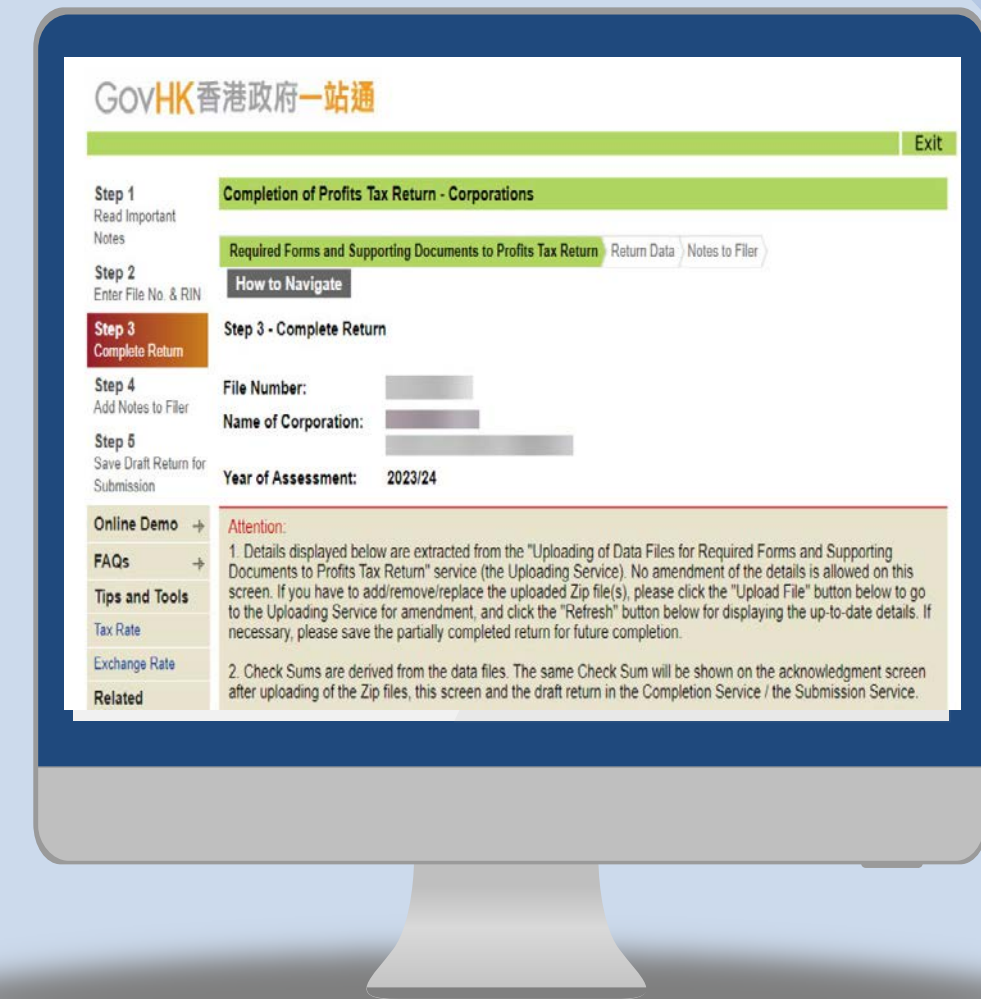 GovHK香港政府一站通
Exit
Step 1
Read Important
Notes
Step 2
Enter File No. & RIN
Step 3
Complete Return
Step 4
Add Notes to Filer
Step 5
Save Draft Return for
Submission
Online Demo
FAQs
Tips and Tools
Tax Rate
Exchange Rate
Related
Completion of Profits Tax Return - Corporations
Required Forms and Supporting Documents to Profits Tax Return Return Data Notes to Filer
How to Navigate
Step 3 - Complete Return
File Number:
Name of Corporation:
Year of Assessment: 2023/24
Attention:
1. Details displayed below are extracted from the "Uploading of Data Files for Required Forms and Supporting
Documents to Profits Tax Return" service (the Uploading Service). No amendment of the details is allowed on this
screen. If you have to add/remove/replace the uploaded Zip file(s), please click the "Upload File" button below to go
to the Uploading Service for amendment, and click the "Refresh" button below for displaying the up-to-date details. If
necessary, please save the partially completed return for future completion.
2. Check Sums are derived from the data files. The same Check Sum will be shown on the acknowledgment screen
after uploading of the Zip files, this screen and the draft return in the Completion Service / the Submission Service.